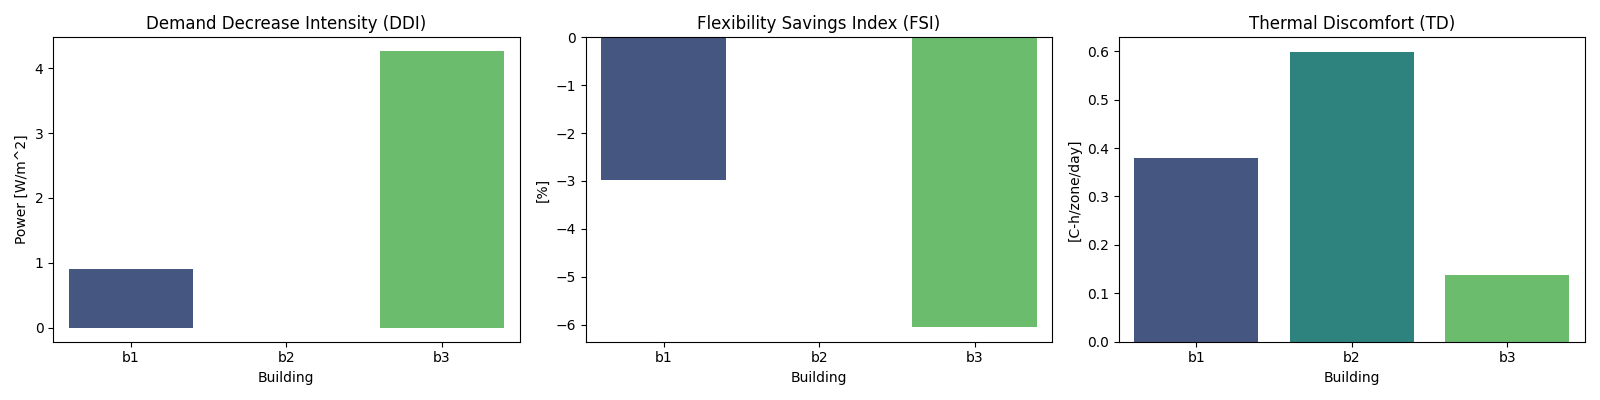 Demand Decrease Intensity (DDI)
Power [W/m^2]
4
3
2
1
0
b1 b2 b3
Building
Flexibility Savings Index (FSI)
[%]
0
−1
−2
−3
−4
−5
−6
b1 b2 b3
Building
Thermal Discomfort (TD)
[C-h/zone/day]
0.6
0.5
0.4
0.3
0.2
0.1
0.0
b1 b2 b3
Building